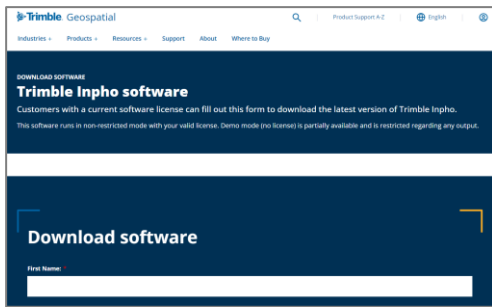 Trimble. Geospatial
Product Support A-Z
English
Industries +
Products +
Resources +
Support
About
Where to Buy
DOWNLOAD SOFTWARE
Trimble Inpho software
Customers with a current software license can fill out this form to download the latest version of Trimble Inpho.
This software runs in non-restricted mode with your valid license. Demo mode (no license) is partially available and is restricted regarding any output.
Download software
First Name: *